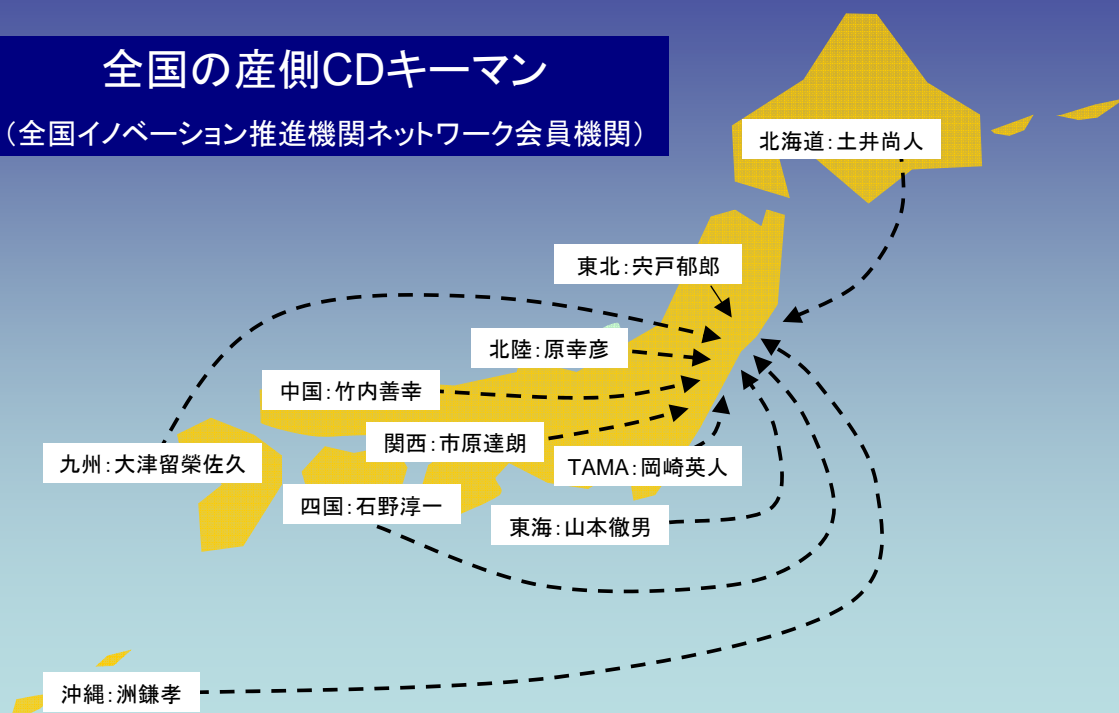 全国の産側CDキーマン
（全国イノベーション推進機関ネットワーク会員機関）
北海道：土井尚人
東北：宍戸郁郎
北陸：原幸彦
中国：竹内善幸
関西：市原達朗
九州：大津留榮佐久
TAMA：岡崎英人
四国：石野淳一
東海：山本徹男
沖縄：洲鎌孝